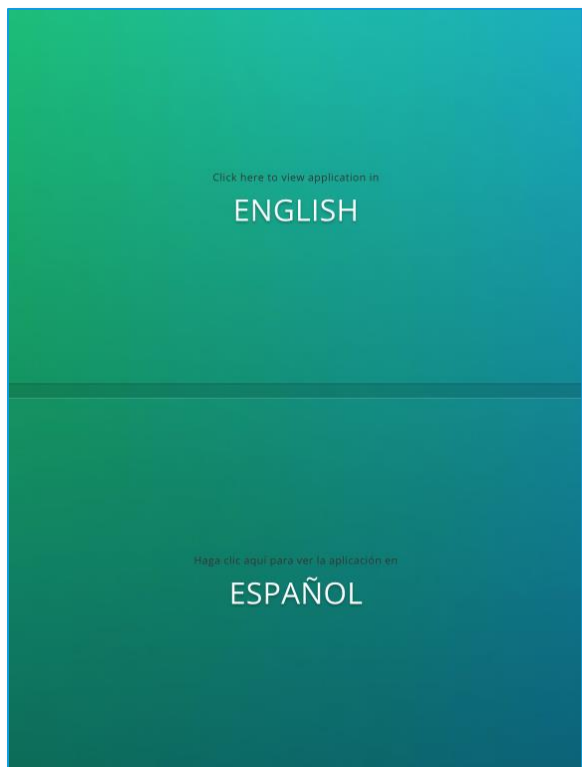 Click here to view application in
ENGLISH
Haga clic aquí para ver la aplicación en
ESPAÑOL